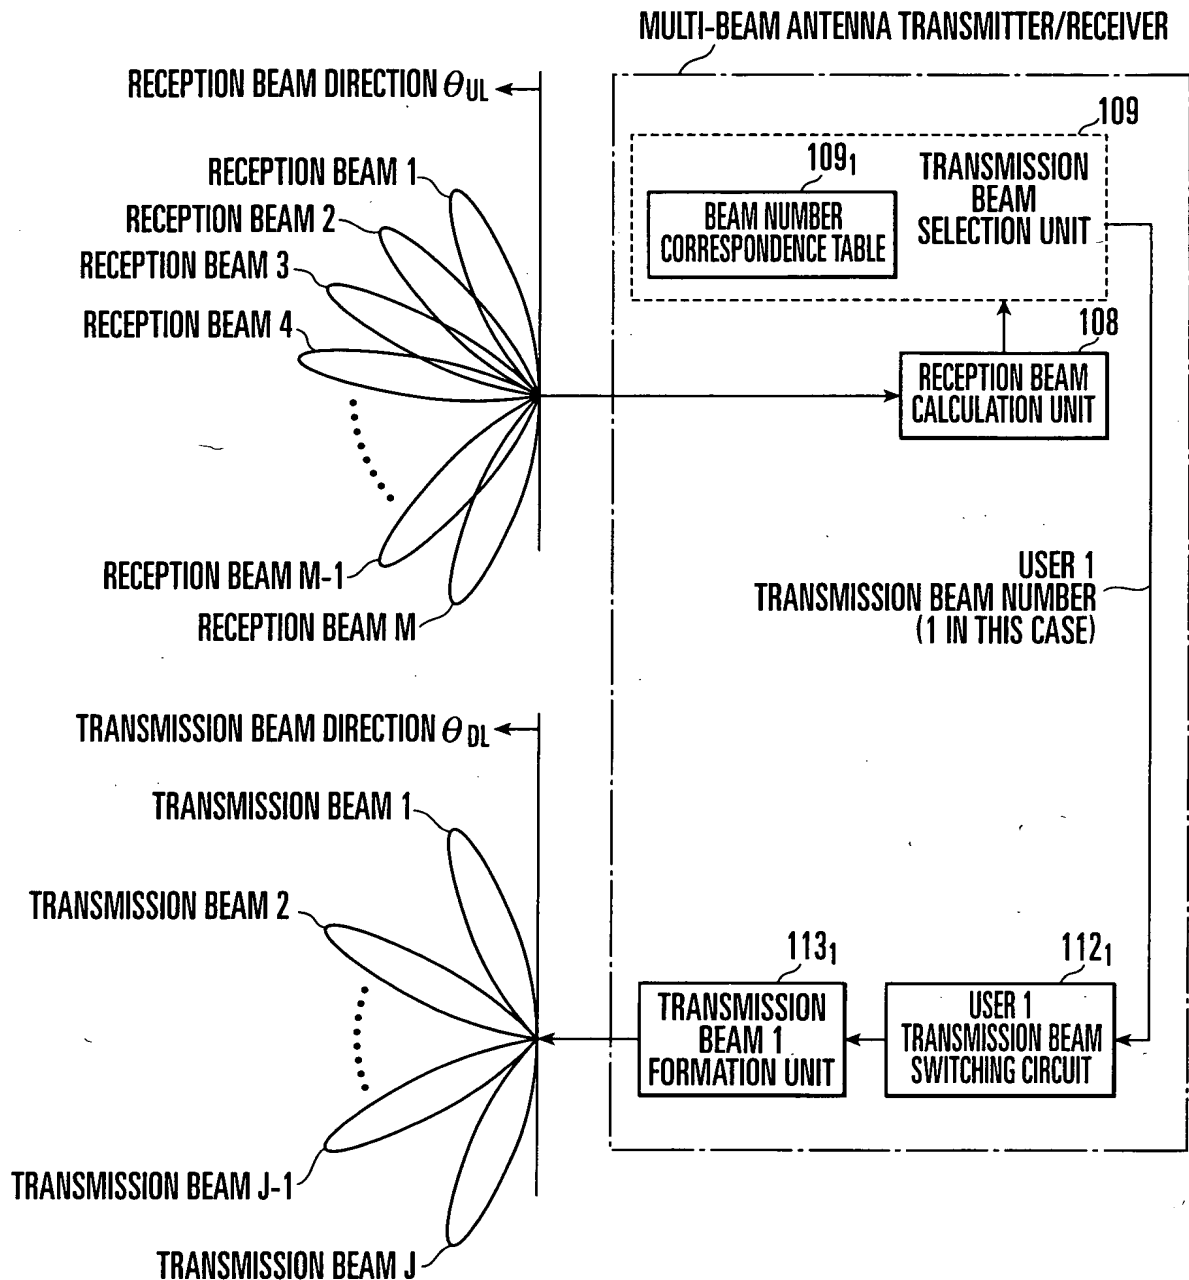 MULTI-BEAM ANTENNA TRANSMITTER/RECEIVER
RECEPTION BEAM DIRECTION θUL
109
109₁
TRANSMISSION
BEAM
SELECTION UNIT
BEAM NUMBER
CORRESPONDENCE TABLE
RECEPTION BEAM 1
RECEPTION BEAM 2
RECEPTION BEAM 3
RECEPTION BEAM 4
108
RECEPTION BEAM
CALCULATION UNIT
RECEPTION BEAM M-1
RECEPTION BEAM M
USER 1
TRANSMISSION BEAM NUMBER
(1 IN THIS CASE)
TRANSMISSION BEAM DIRECTION θDL
TRANSMISSION BEAM 1
TRANSMISSION BEAM 2
113₁
TRANSMISSION
BEAM 1
FORMATION UNIT
112₁
USER 1
TRANSMISSION BEAM
SWITCHING CIRCUIT
TRANSMISSION BEAM J-1
TRANSMISSION BEAM J